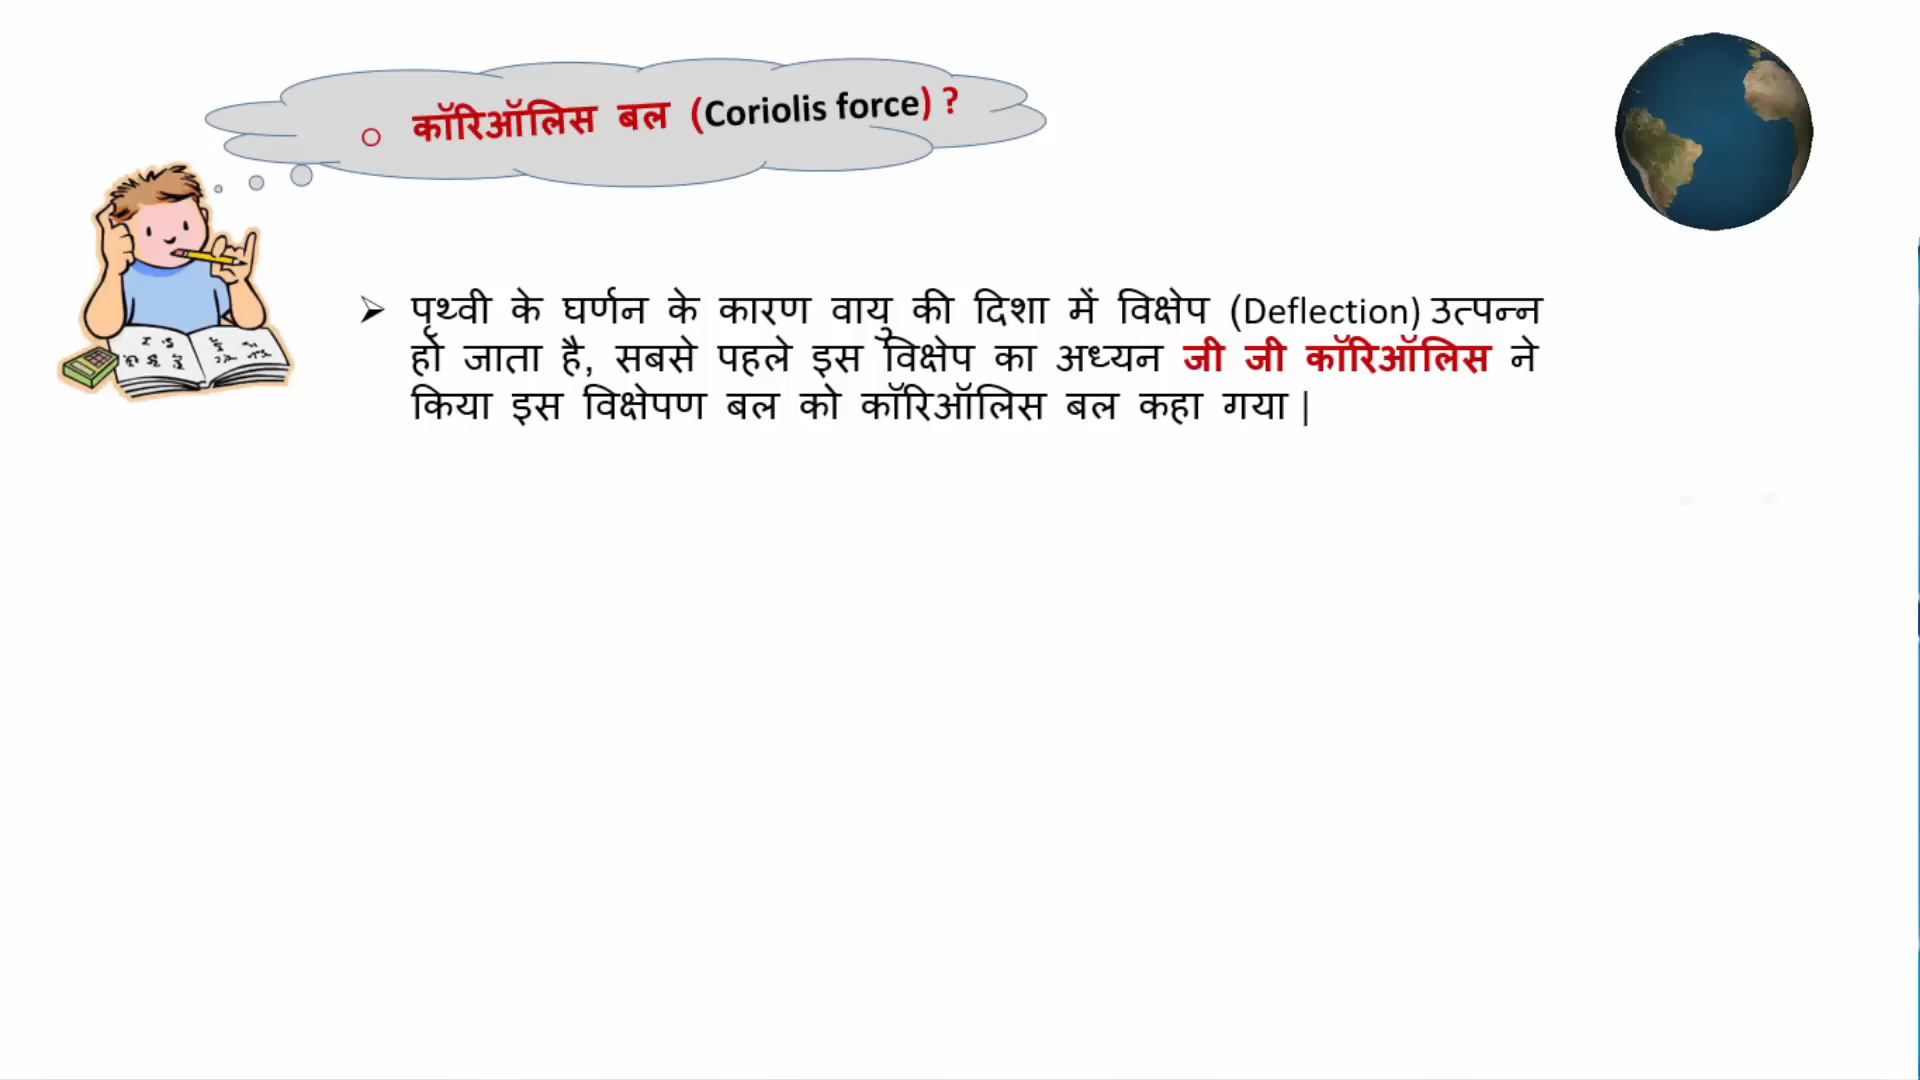 ○ कॉरिऑलिस बल (Coriolis force) ?
➢ पृथ्वी के घर्णन के कारण वायु की दिशा में विक्षेप (Deflection) उत्पन्न
हो जाता है, सबसे पहले इस विक्षेप का अध्यन जी जी कॉरिऑलिस ने
किया इस विक्षेपण बल को कॉरिऑलिस बल कहा गया |